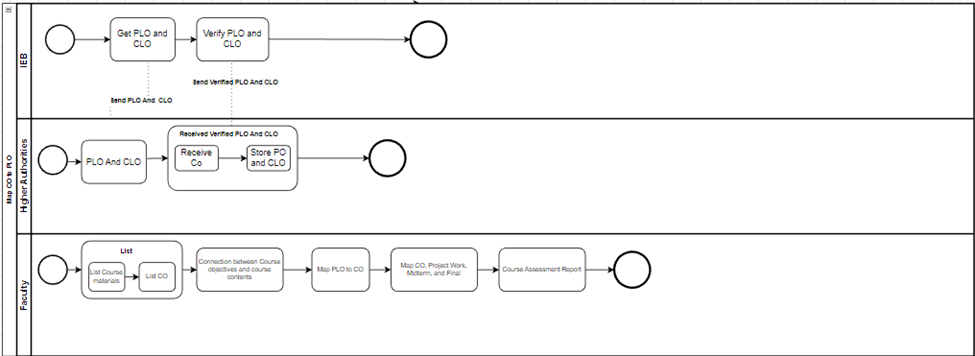 Map CO to PLO
IEB
Get PLO and
CLO
Verify PLO and
CLO
Send Verified PLO And CLO
Send PLO And CLO
Higher Authorities
PLO And CLO
Received Verified PLO And CLO
Receive
Co
Store PO
and CLO
Faculty
List
List Course
materials
List CO
Connection between Course
objectives and course
contents
Map PLO to CO
Map CO, Project Work,
Midterm, and Final
Course Assessment Report